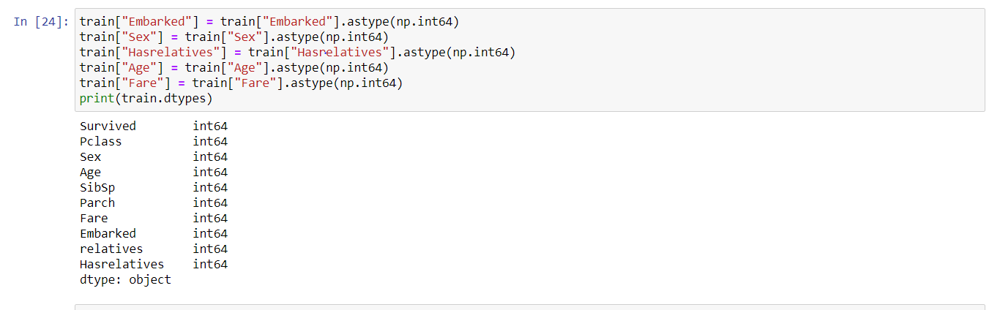 In [24]: train["Embarked"] = train["Embarked"].astype(np.int64)
train["Sex"] = train["Sex"].astype(np.int64)
train["Hasrelatives"] = train["Hasrelatives"].astype(np.int64)
train["Age"] = train["Age"].astype(np.int64)
train["Fare"] = train["Fare"].astype(np.int64)
print(train.dtypes)
Survived        int64
Pclass          int64
Sex             int64
Age             int64
SibSp           int64
Parch           int64
Fare            int64
Embarked        int64
relatives       int64
Hasrelatives    int64
dtype: object